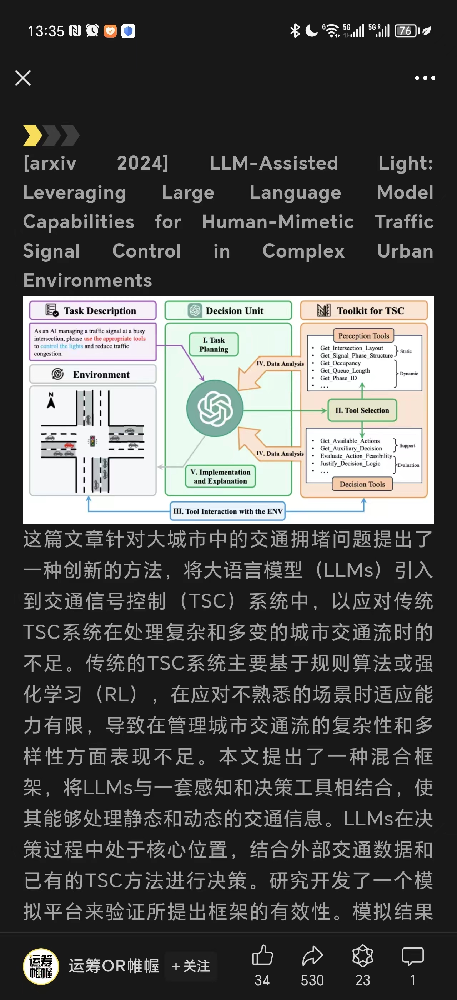 13:35
6 5G 5G R 76
[arxiv 2024] LLM-Assisted Light:
Leveraging Large Language Model
Capabilities for Human-Mimetic Traffic
Signal Control in Complex Urban
Environments
Task Description
As an AI managing a traffic signal at a busy
intersection, please use the appropriate tools
to control the lights and reduce traffic
congestion.
Environment
N
Decision Unit
I. Task
Planning
V. Implementation
and Explanation
IV. Data Analysis
IV. Data Analysis
Toolkit for TSC
Perception Tools
• Get_Intersection_Layout
• Get_Signal_Phase_Structure
Static
• Get_Occupancy
• Get_Queue_Length
• Get_Phase_ID
• ...
Dynamic
II. Tool Selection
• Get_Available_Actions
• Get_Auxiliary_Decision
Support
• Evaluate_Action_Feasibility
• Justify_Decision_Logic
• ...
Evaluation
Decision Tools
III. Tool Interaction with the ENV
这篇文章针对大城市中的交通拥堵问题提出了
一种创新的方法，将大语言模型（LLMs）引入
到交通信号控制（TSC）系统中，以应对传统
TSC系统在处理复杂和多变的城市交通流时的
不足。传统的TSC系统主要基于规则算法或强
化学习（RL），在应对不熟悉的场景时适应能
力有限，导致在管理城市交通流的复杂性和多
样性方面表现不足。本文提出了一种混合框
架，将LLMs与一套感知和决策工具相结合，使
其能够处理静态和动态的交通信息。LLMs在决
策过程中处于核心位置，结合外部交通数据和
已有的TSC方法进行决策。研究开发了一个模
拟平台来验证所提出框架的有效性。模拟结果
运筹
帷幄
运筹OR帷幄
+关注
34
530
23
1